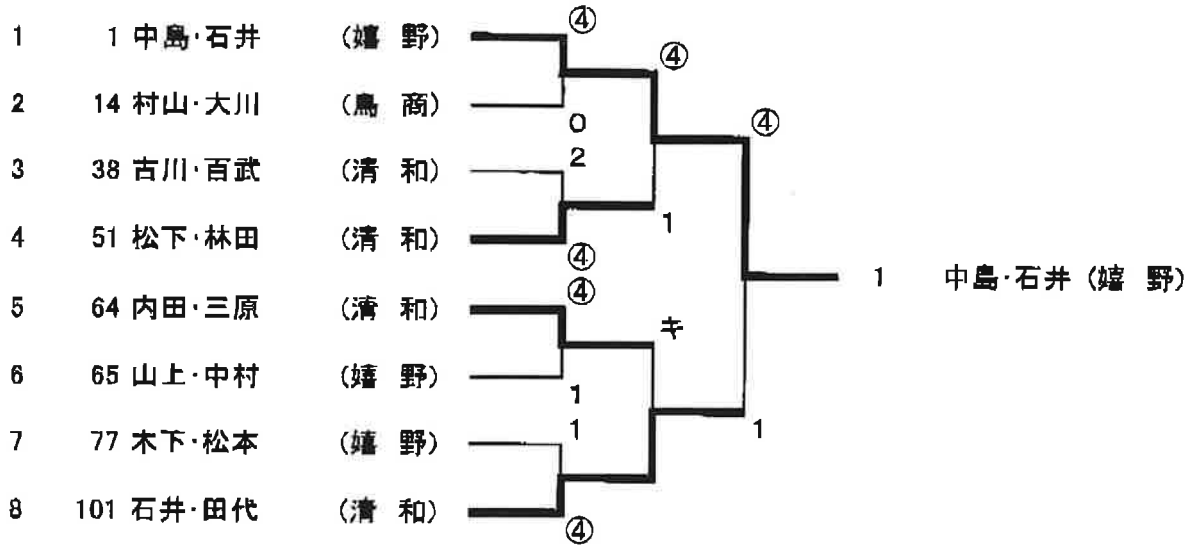 ④
1 1 中島・石井 (嬉 野)
④
2 14 村山・大川 (鳥 商)
0
④
2
3 38 古川・百武 (清 和)
1
4 51 松下・林田 (清 和)
④
1 中島・石井 (嬉 野)
④
5 64 内田・三原 (清 和)
キ
6 65 山上・中村 (嬉 野)
1
1
1
7 77 木下・松本 (嬉 野)
8 101 石井・田代 (清 和)
④